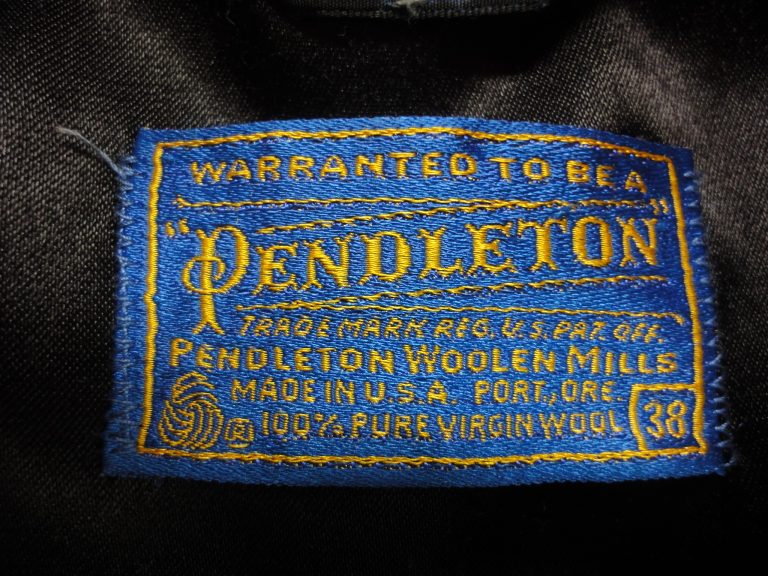 WARRANTED TO BE A
"PENDLETON"
TRADE MARK REG. U.S. PAT. OFF.
PENDLETON WOOLEN MILLS
MADE IN U.S.A. PORT., ORE.
® 100% PURE VIRGIN WOOL 38